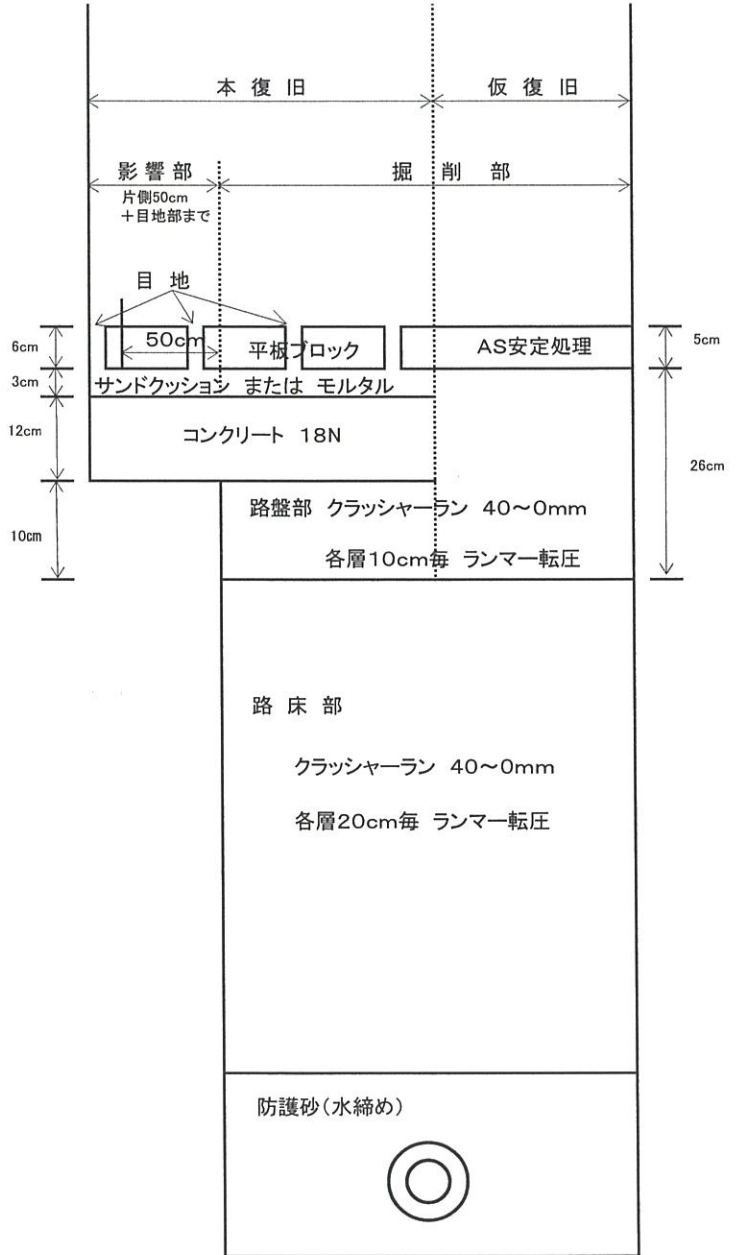 本復旧
仮復旧
影響部
掘削部
片側50cm
+目地部まで
目地
6cm
50cm
平板ブロック
AS安定処理
5cm
3cm
サンドクッション または モルタル
12cm
コンクリート 18N
26cm
10cm
路盤部 クラッシャーラン 40～0mm
各層10cm毎 ランマー転圧
路床部
クラッシャーラン 40～0mm
各層20cm毎 ランマー転圧
防護砂(水締め)